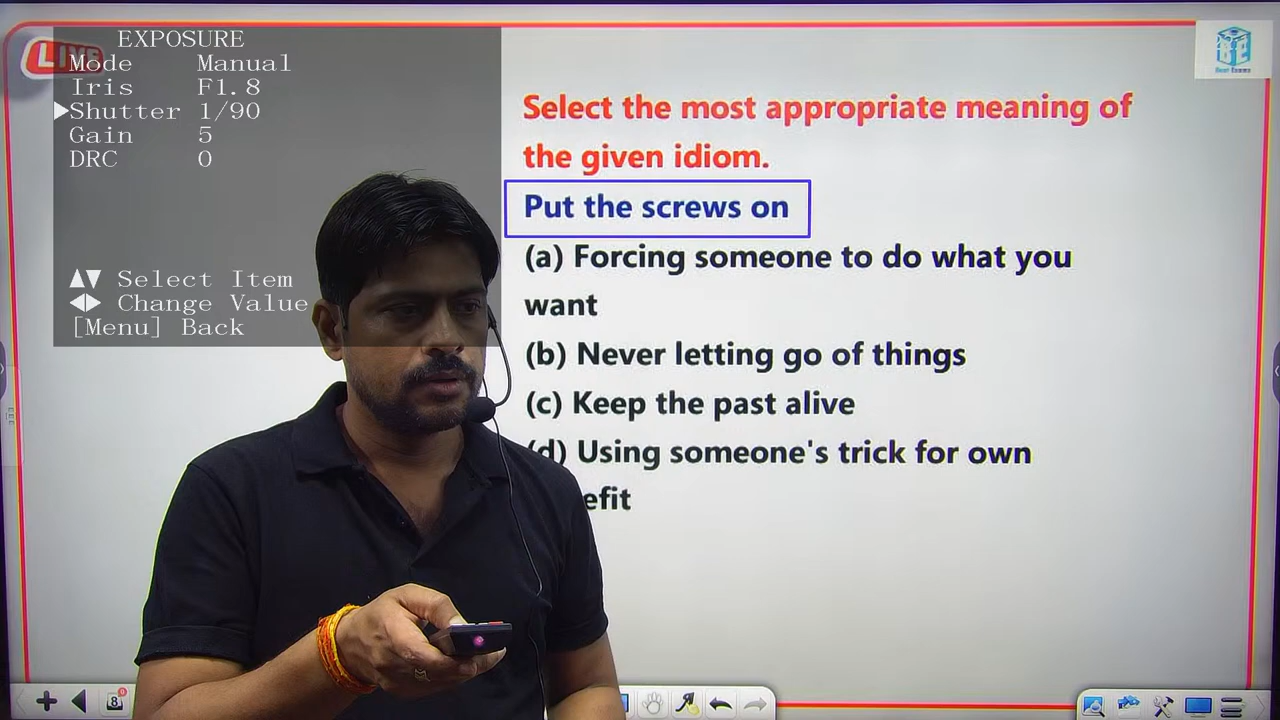 LIVE
EXPOSURE
Mode Manual
Iris F1.8
Shutter 1/90
Gain 5
DRC 0
Select Item
Change Value
[Menu] Back
Select the most appropriate meaning of
the given idiom.
Put the screws on
(a) Forcing someone to do what you
want
(b) Never letting go of things
(c) Keep the past alive
(d) Using someone's trick for own
efit
8